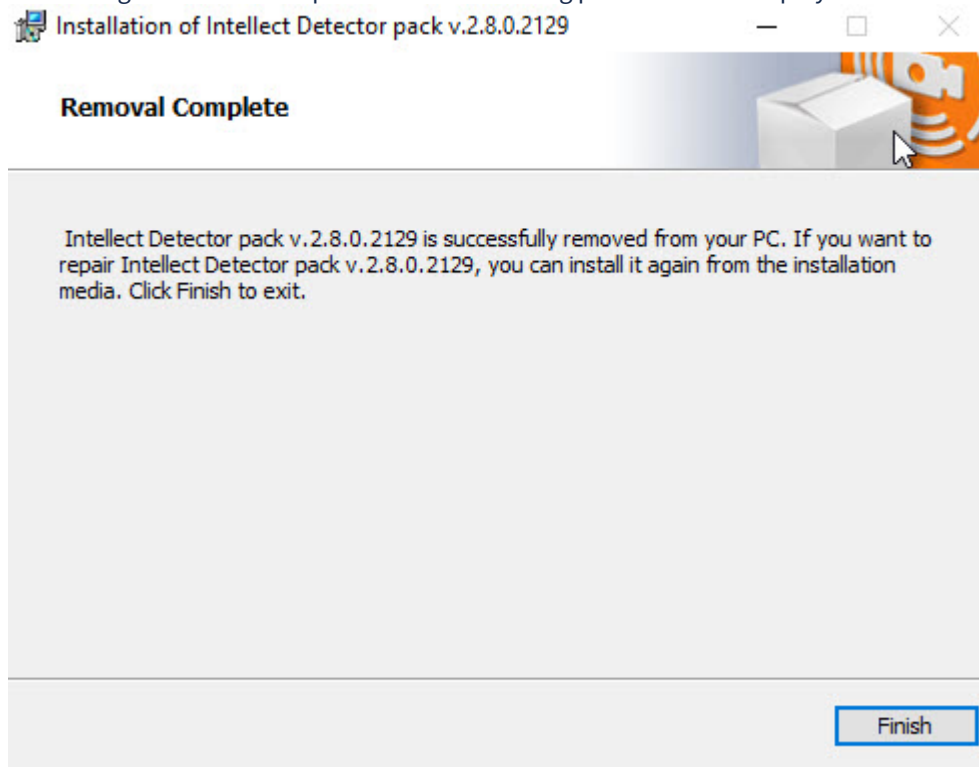 Installation of Intellect Detector pack v.2.8.0.2129
Removal Complete
Intellect Detector pack v.2.8.0.2129 is successfully removed from your PC. If you want to
repair Intellect Detector pack v.2.8.0.2129, you can install it again from the installation
media. Click Finish to exit.
Finish